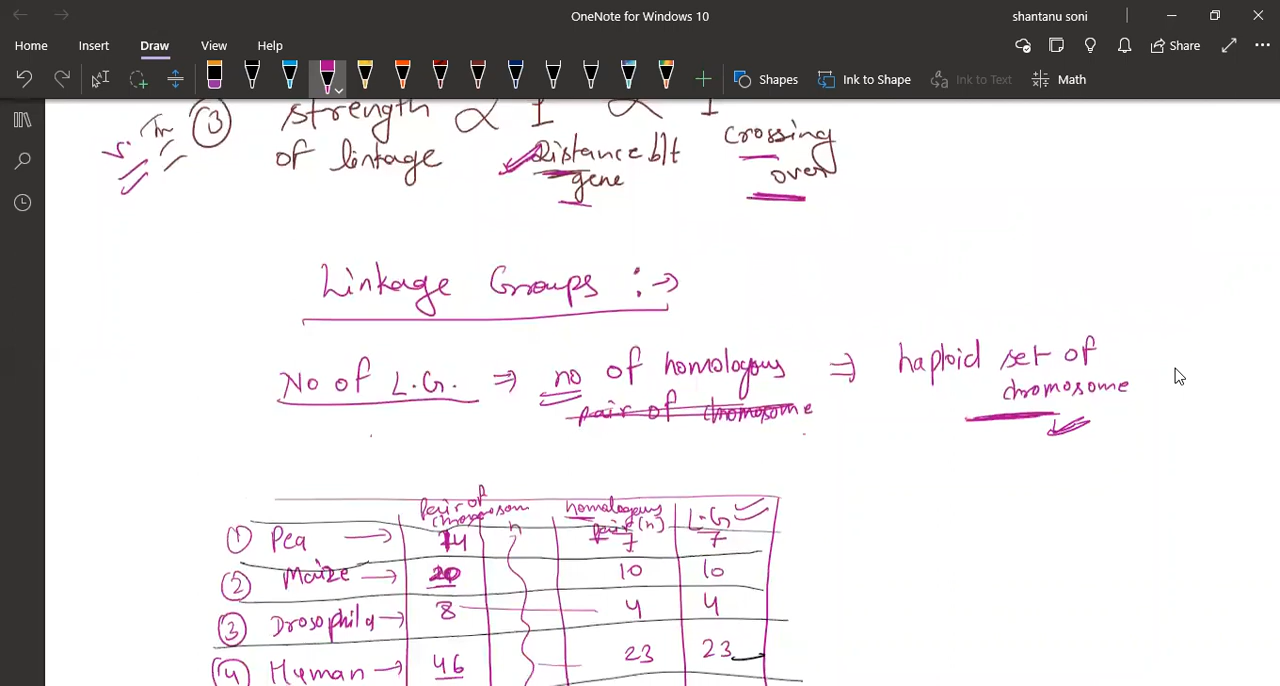 OneNote for Windows 10
shantanu soni
Home Insert Draw View Help
Share
Shapes Ink to Shape Ink to Text Math
③ strength ∝ 1 ∝ 1
of lintage Distance b/t crossing
gene over
Linkage Groups :→
No of L.G. ⇒ no of homologous ⇒ haploid set of
pair of chromosome chromosome
pair of homologous L.G
chromosom n pair (n)
① Pea → 14 7 7
② Maize → 20 10 10
③ Drosophila → 8 4 4
④ Human → 46 23 23